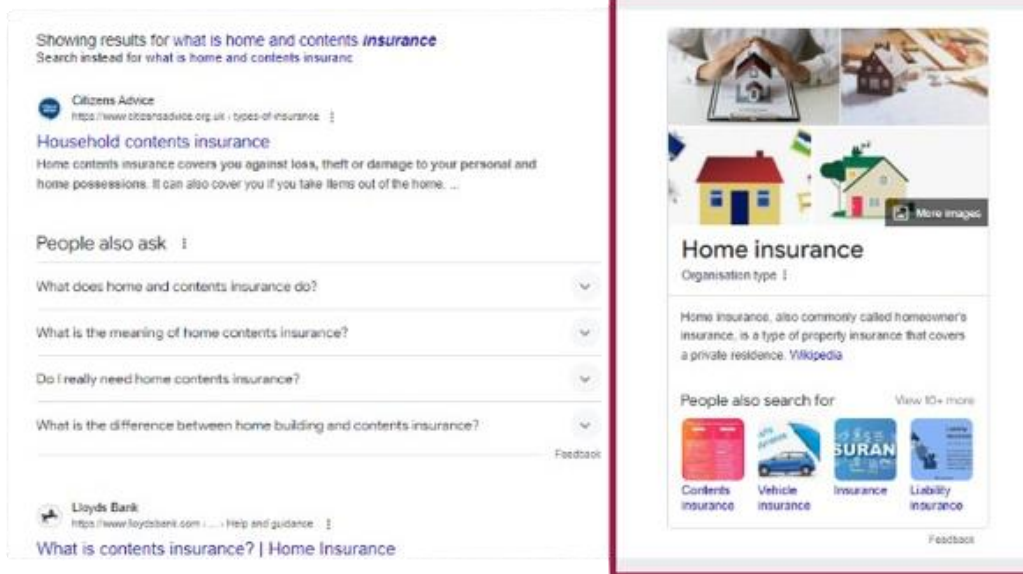 Showing results for what is home and contents insurance
Search instead for what is home and contents insuranc
Citizens Advice
https://www.citizensadvice.org.uk › types-of-insurance
Household contents insurance
Home contents insurance covers you against loss, theft or damage to your personal and
home possessions. It can also cover you if you take items out of the home. ...
People also ask
What does home and contents insurance do?
What is the meaning of home contents insurance?
Do I really need home contents insurance?
What is the difference between home building and contents insurance?
Feedback
Lloyds Bank
https://www.lloydsbank.com › ... › Help and guidance
What is contents insurance? | Home Insurance
More images
Home insurance
Organisation type
Home insurance, also commonly called homeowner's
insurance, is a type of property insurance that covers
a private residence. Wikipedia
People also search for
View 10+ more
SURAN
Contents insurance
Vehicle insurance
Insurance
Liability insurance
Feedback